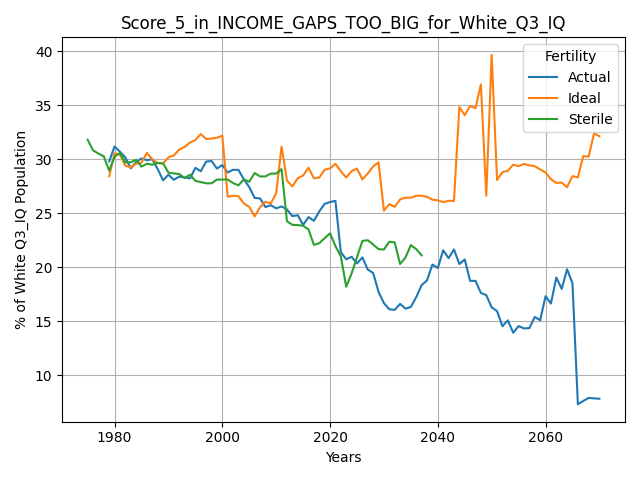 Score_5_in_INCOME_GAPS_TOO_BIG_for_White_Q3_IQ
Fertility
Actual
Ideal
Sterile
% of White Q3_IQ Population
40
35
30
25
20
15
10
1980 2000 2020 2040 2060
Years